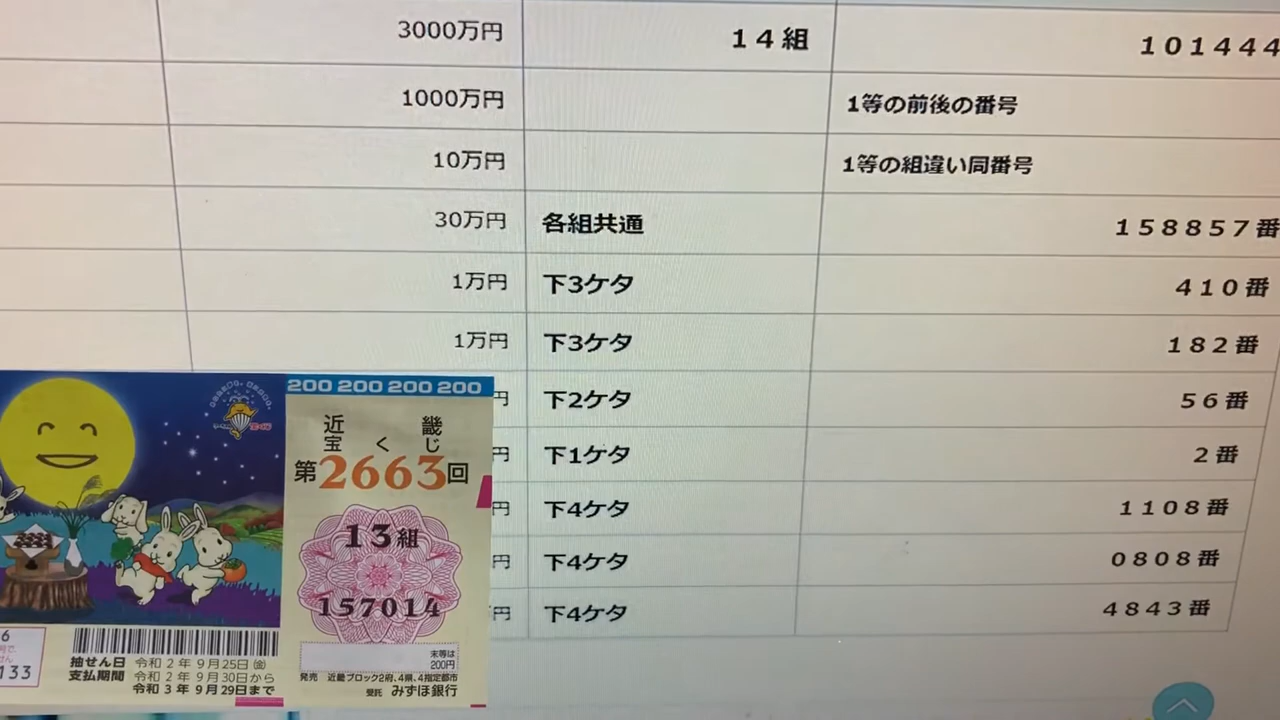 3000万円 14組 101444
1000万円 1等の前後の番号
10万円 1等の組違い同番号
30万円 各組共通 158857番
1万円 下3ケタ 410番
1万円 下3ケタ 182番
円 下2ケタ 56番
円 下1ケタ 2番
円 下4ケタ 1108番
円 下4ケタ 0808番
円 下4ケタ 4843番
200 200 200 200
近畿
宝くじ
第2663回
13組
157014
末等は
200円
発売 近畿ブロック2府、4県、4指定都市
受託 みずほ銀行
6
133
抽せん日 令和2年9月25日(金)
支払期間 令和2年9月30日から
令和3年9月29日まで